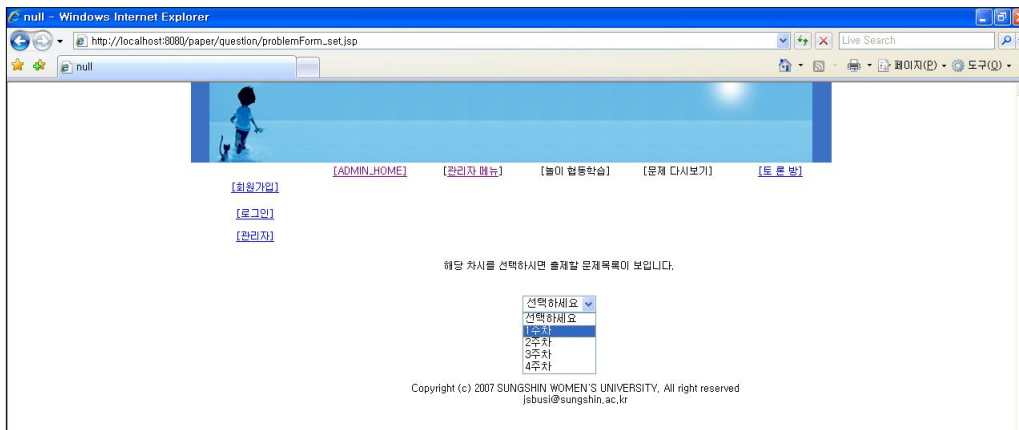 null - Windows Internet Explorer
http://localhost:8080/paper/question/problemForm_set.jsp
Live Search
null
페이지(P)
도구(O)
[ADMIN_HOME] [관리자 메뉴] [놀이 협동학습] [문제 다시보기] [토 론 방]
[회원가입]
[로그인]
[관리자]
해당 차시를 선택하시면 출제할 문제목록이 보입니다.
선택하세요
선택하세요
1주차
2주차
3주차
4주차
Copyright (c) 2007 SUNGSHIN WOMEN'S UNIVERSITY, All right reserved
jsbusi@sungshin.ac.kr